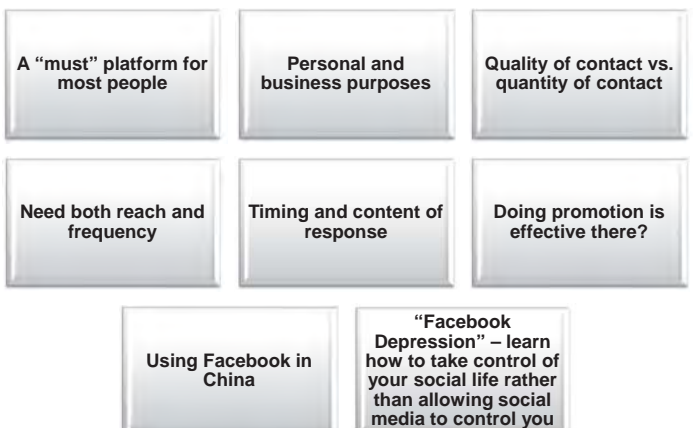 A “must” platform for
most people
Personal and
business purposes
Quality of contact vs.
quantity of contact
Need both reach and
frequency
Timing and content of
response
Doing promotion is
effective there?
Using Facebook in
China
“Facebook
Depression” – learn
how to take control of
your social life rather
than allowing social
media to control you